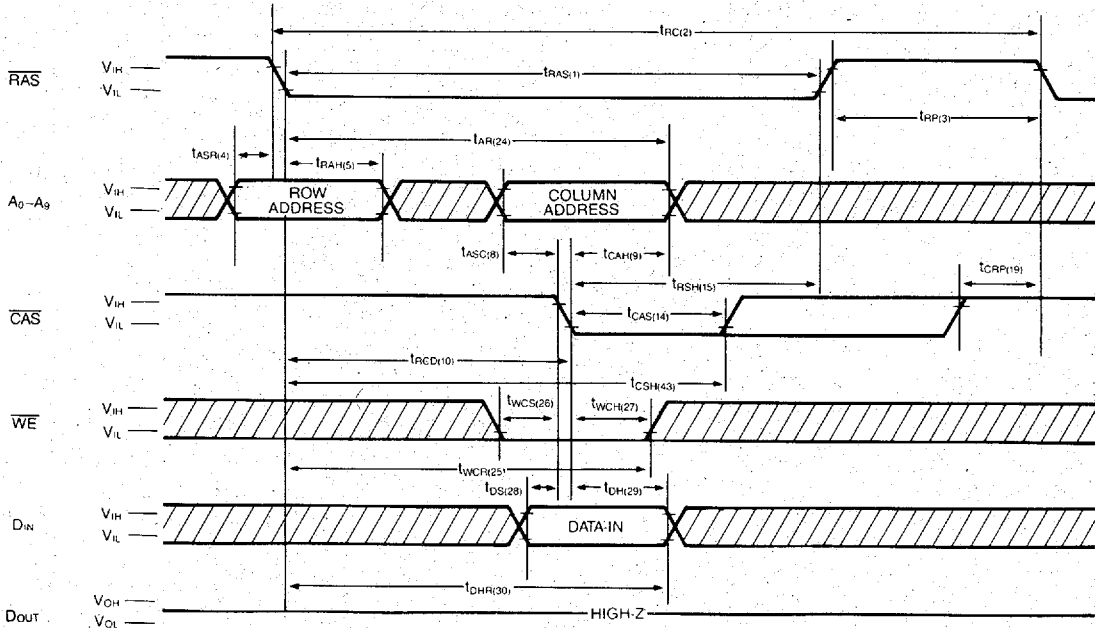 tRC(2)
RAS VIH VIL
tRAS(1)
tRP(3)
tAR(24)
tASR(4) tRAH(5)
A0–A9 VIH VIL
ROW ADDRESS
COLUMN ADDRESS
tASC(8) tCAH(9)
tRSH(15)
tCRP(19)
CAS VIH VIL
tCAS(14)
tRCD(10)
tCSH(43)
WE VIH VIL
tWCS(26) tWCH(27)
tWCR(25)
tDS(28) tDH(29)
DIN VIH VIL
DATA-IN
tDHR(30)
DOUT VOH VOL
HIGH-Z